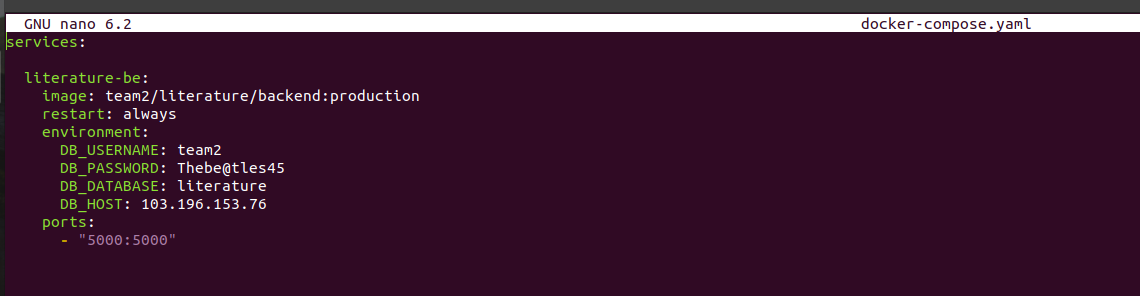 GNU nano 6.2 docker-compose.yaml
services:
literature-be:
image: team2/literature/backend:production
restart: always
environment:
DB_USERNAME: team2
DB_PASSWORD: Thebe@tles45
DB_DATABASE: literature
DB_HOST: 103.196.153.76
ports:
- "5000:5000"